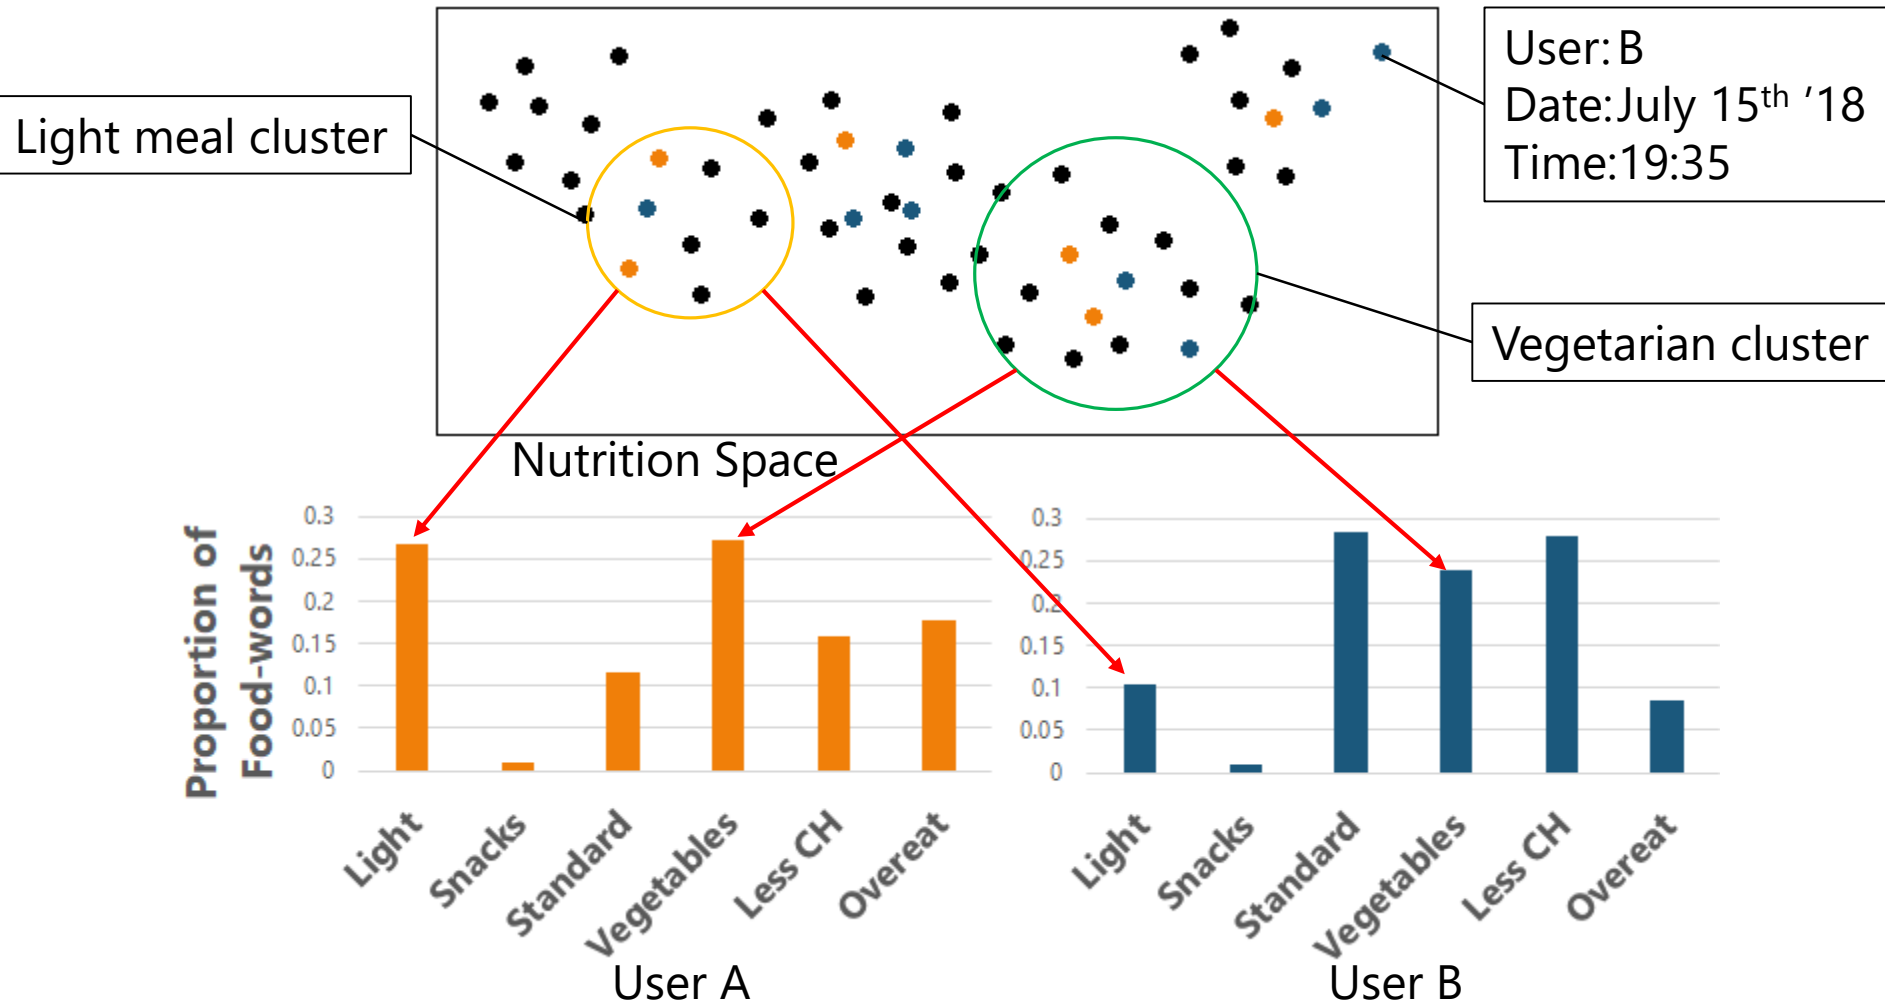 Light meal cluster
User: B
Date:July 15th ’18
Time:19:35
Vegetarian cluster
Nutrition Space
Proportion of
Food-words
0.3
0.25
0.2
0.15
0.1
0.05
0
Light
Snacks
Standard
Vegetables
Less CH
Overeat
User A
0.3
0.25
0.2
0.15
0.1
0.05
0
Light
Snacks
Standard
Vegetables
Less CH
Overeat
User B